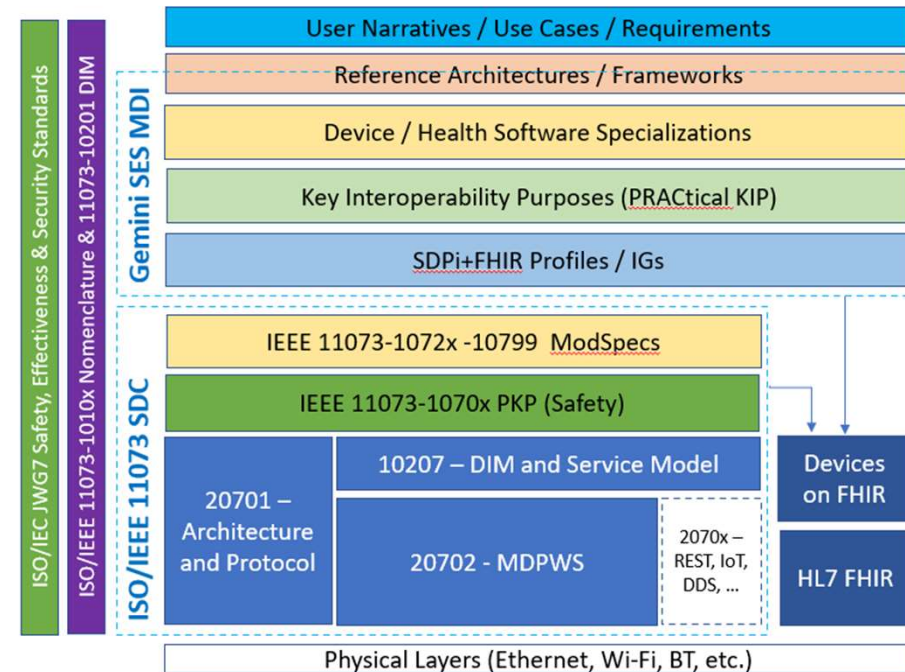 ISO/IEC JWG7 Safety, Effectiveness & Security Standards
ISO/IEEE 11073-1010x Nomenclature & 11073-10201 DIM
User Narratives / Use Cases / Requirements
Gemini SES MDI
Reference Architectures / Frameworks
Device / Health Software Specializations
Key Interoperability Purposes (PRACtical KIP)
SDPi+FHIR Profiles / IGs
ISO/IEEE 11073 SDC
IEEE 11073-1072x -10799 ModSpecs
IEEE 11073-1070x PKP (Safety)
20701 –
Architecture
and Protocol
10207 – DIM and Service Model
20702 - MDPWS
2070x –
REST, IoT,
DDS, ...
Devices
on FHIR
HL7 FHIR
Physical Layers (Ethernet, Wi-Fi, BT, etc.)